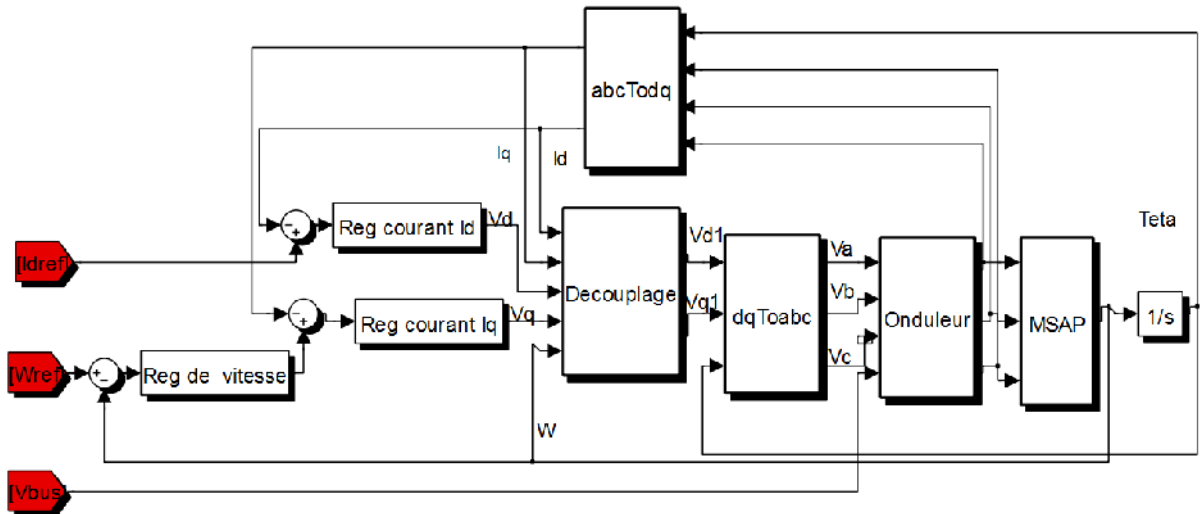 abcTodq
Iq
Id
Teta
Reg courant Id
Vd
[Idref]
Vd1
Va
Decouplage
Vb
Reg courant Iq
Vq
Vq1
dqToabc
Onduleur
MSAP
1/s
[Wref]
Reg de vitesse
Vc
W
[Vbus]